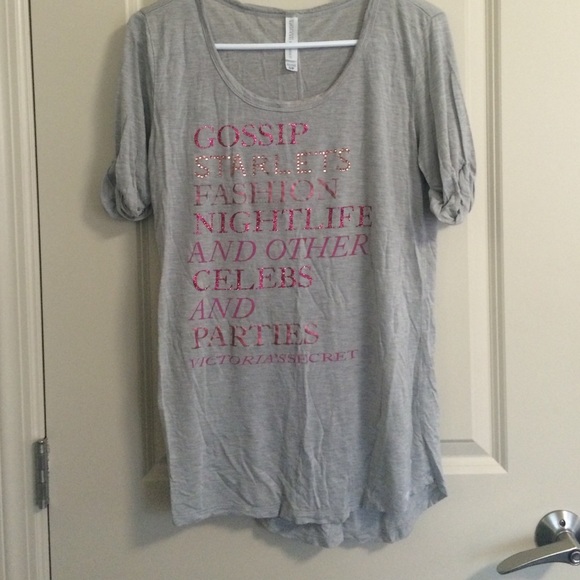 GOSSIP
STARLETS
FASHION
NIGHTLIFE
AND OTHER
CELEBS
AND
PARTIES
VICTORIA'S SECRET